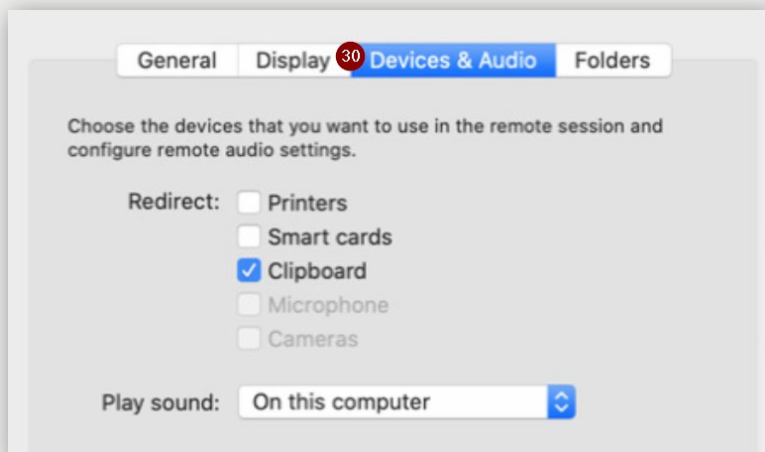 General Display 30 Devices & Audio Folders
Choose the devices that you want to use in the remote session and
configure remote audio settings.
Redirect: Printers
Smart cards
Clipboard
Microphone
Cameras
Play sound: On this computer